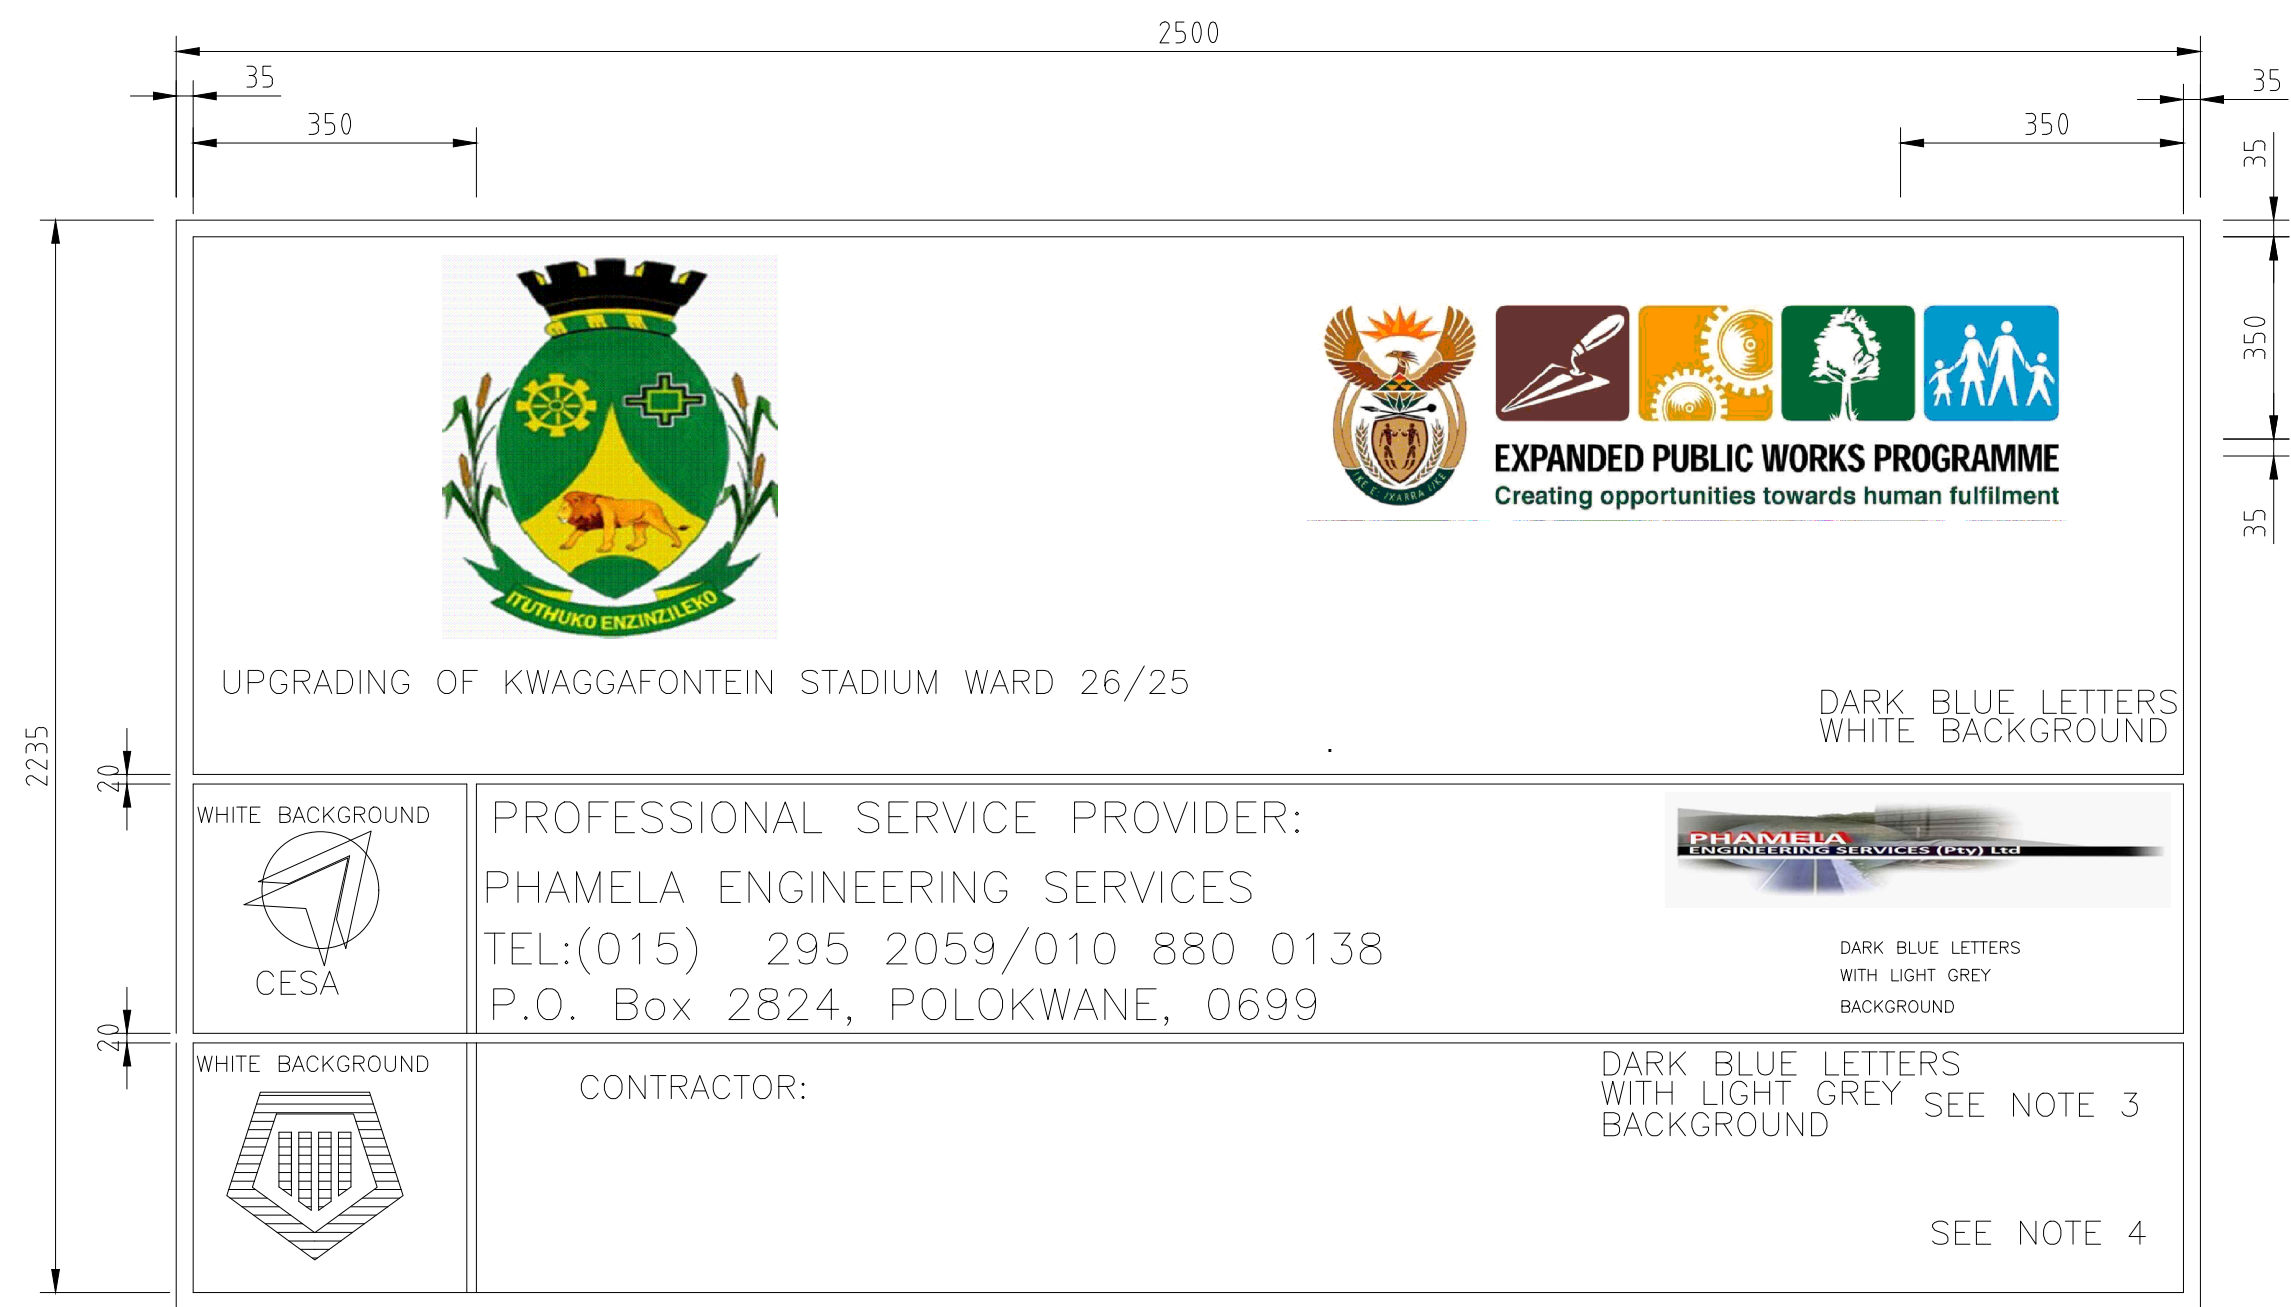 2500
35
35
350
350
35
350
35
2235
20
20
ITUTHUKO ENZINZILEKO
!KE E: /XARRA //KE
EXPANDED PUBLIC WORKS PROGRAMME
Creating opportunities towards human fulfilment
UPGRADING OF KWAGGAFONTEIN STADIUM WARD 26/25
DARK BLUE LETTERS
WHITE BACKGROUND
.
WHITE BACKGROUND
CESA
PROFESSIONAL SERVICE PROVIDER:
PHAMELA ENGINEERING SERVICES
TEL:(015) 295 2059/010 880 0138
P.O. Box 2824, POLOKWANE, 0699
PHAMELA
ENGINEERING SERVICES (Pty) Ltd
DARK BLUE LETTERS
WITH LIGHT GREY
BACKGROUND
WHITE BACKGROUND
CONTRACTOR:
DARK BLUE LETTERS
WITH LIGHT GREY
BACKGROUND
SEE NOTE 3
SEE NOTE 4